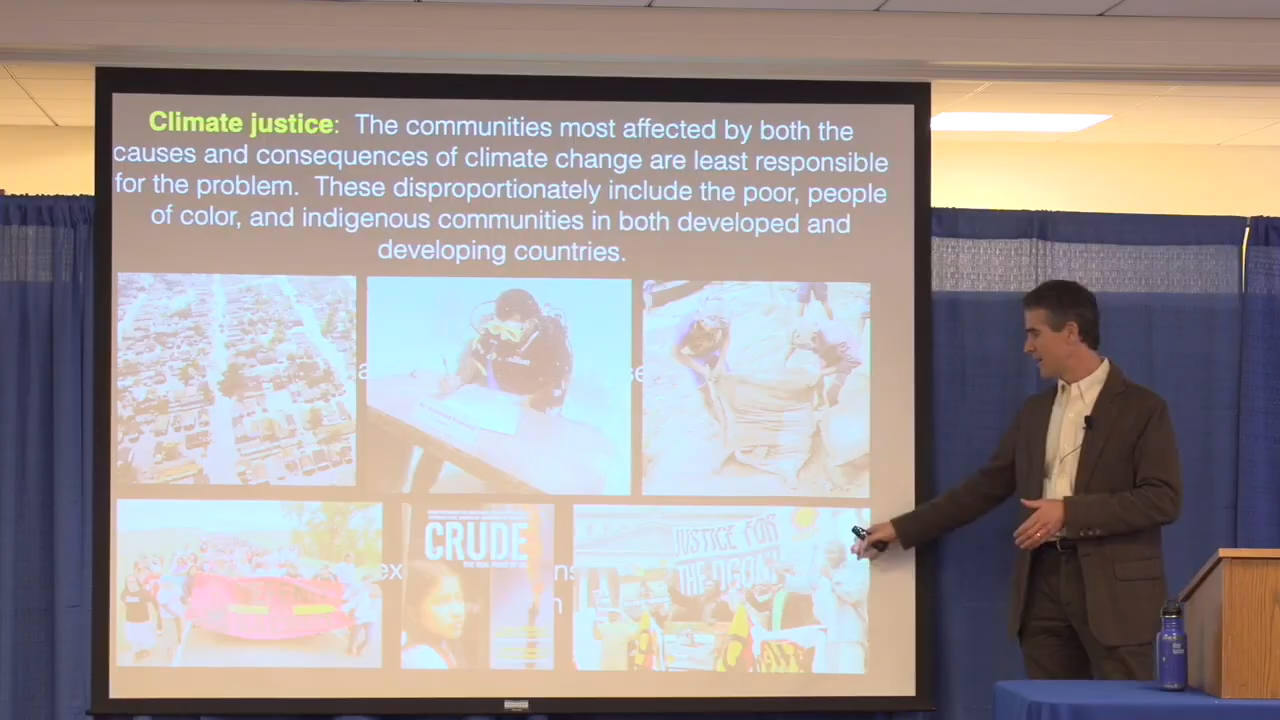 Climate justice: The communities most affected by both the
causes and consequences of climate change are least responsible
for the problem. These disproportionately include the poor, people
of color, and indigenous communities in both developed and
developing countries.
CRUDE
JUSTICE FOR
THE OGONI